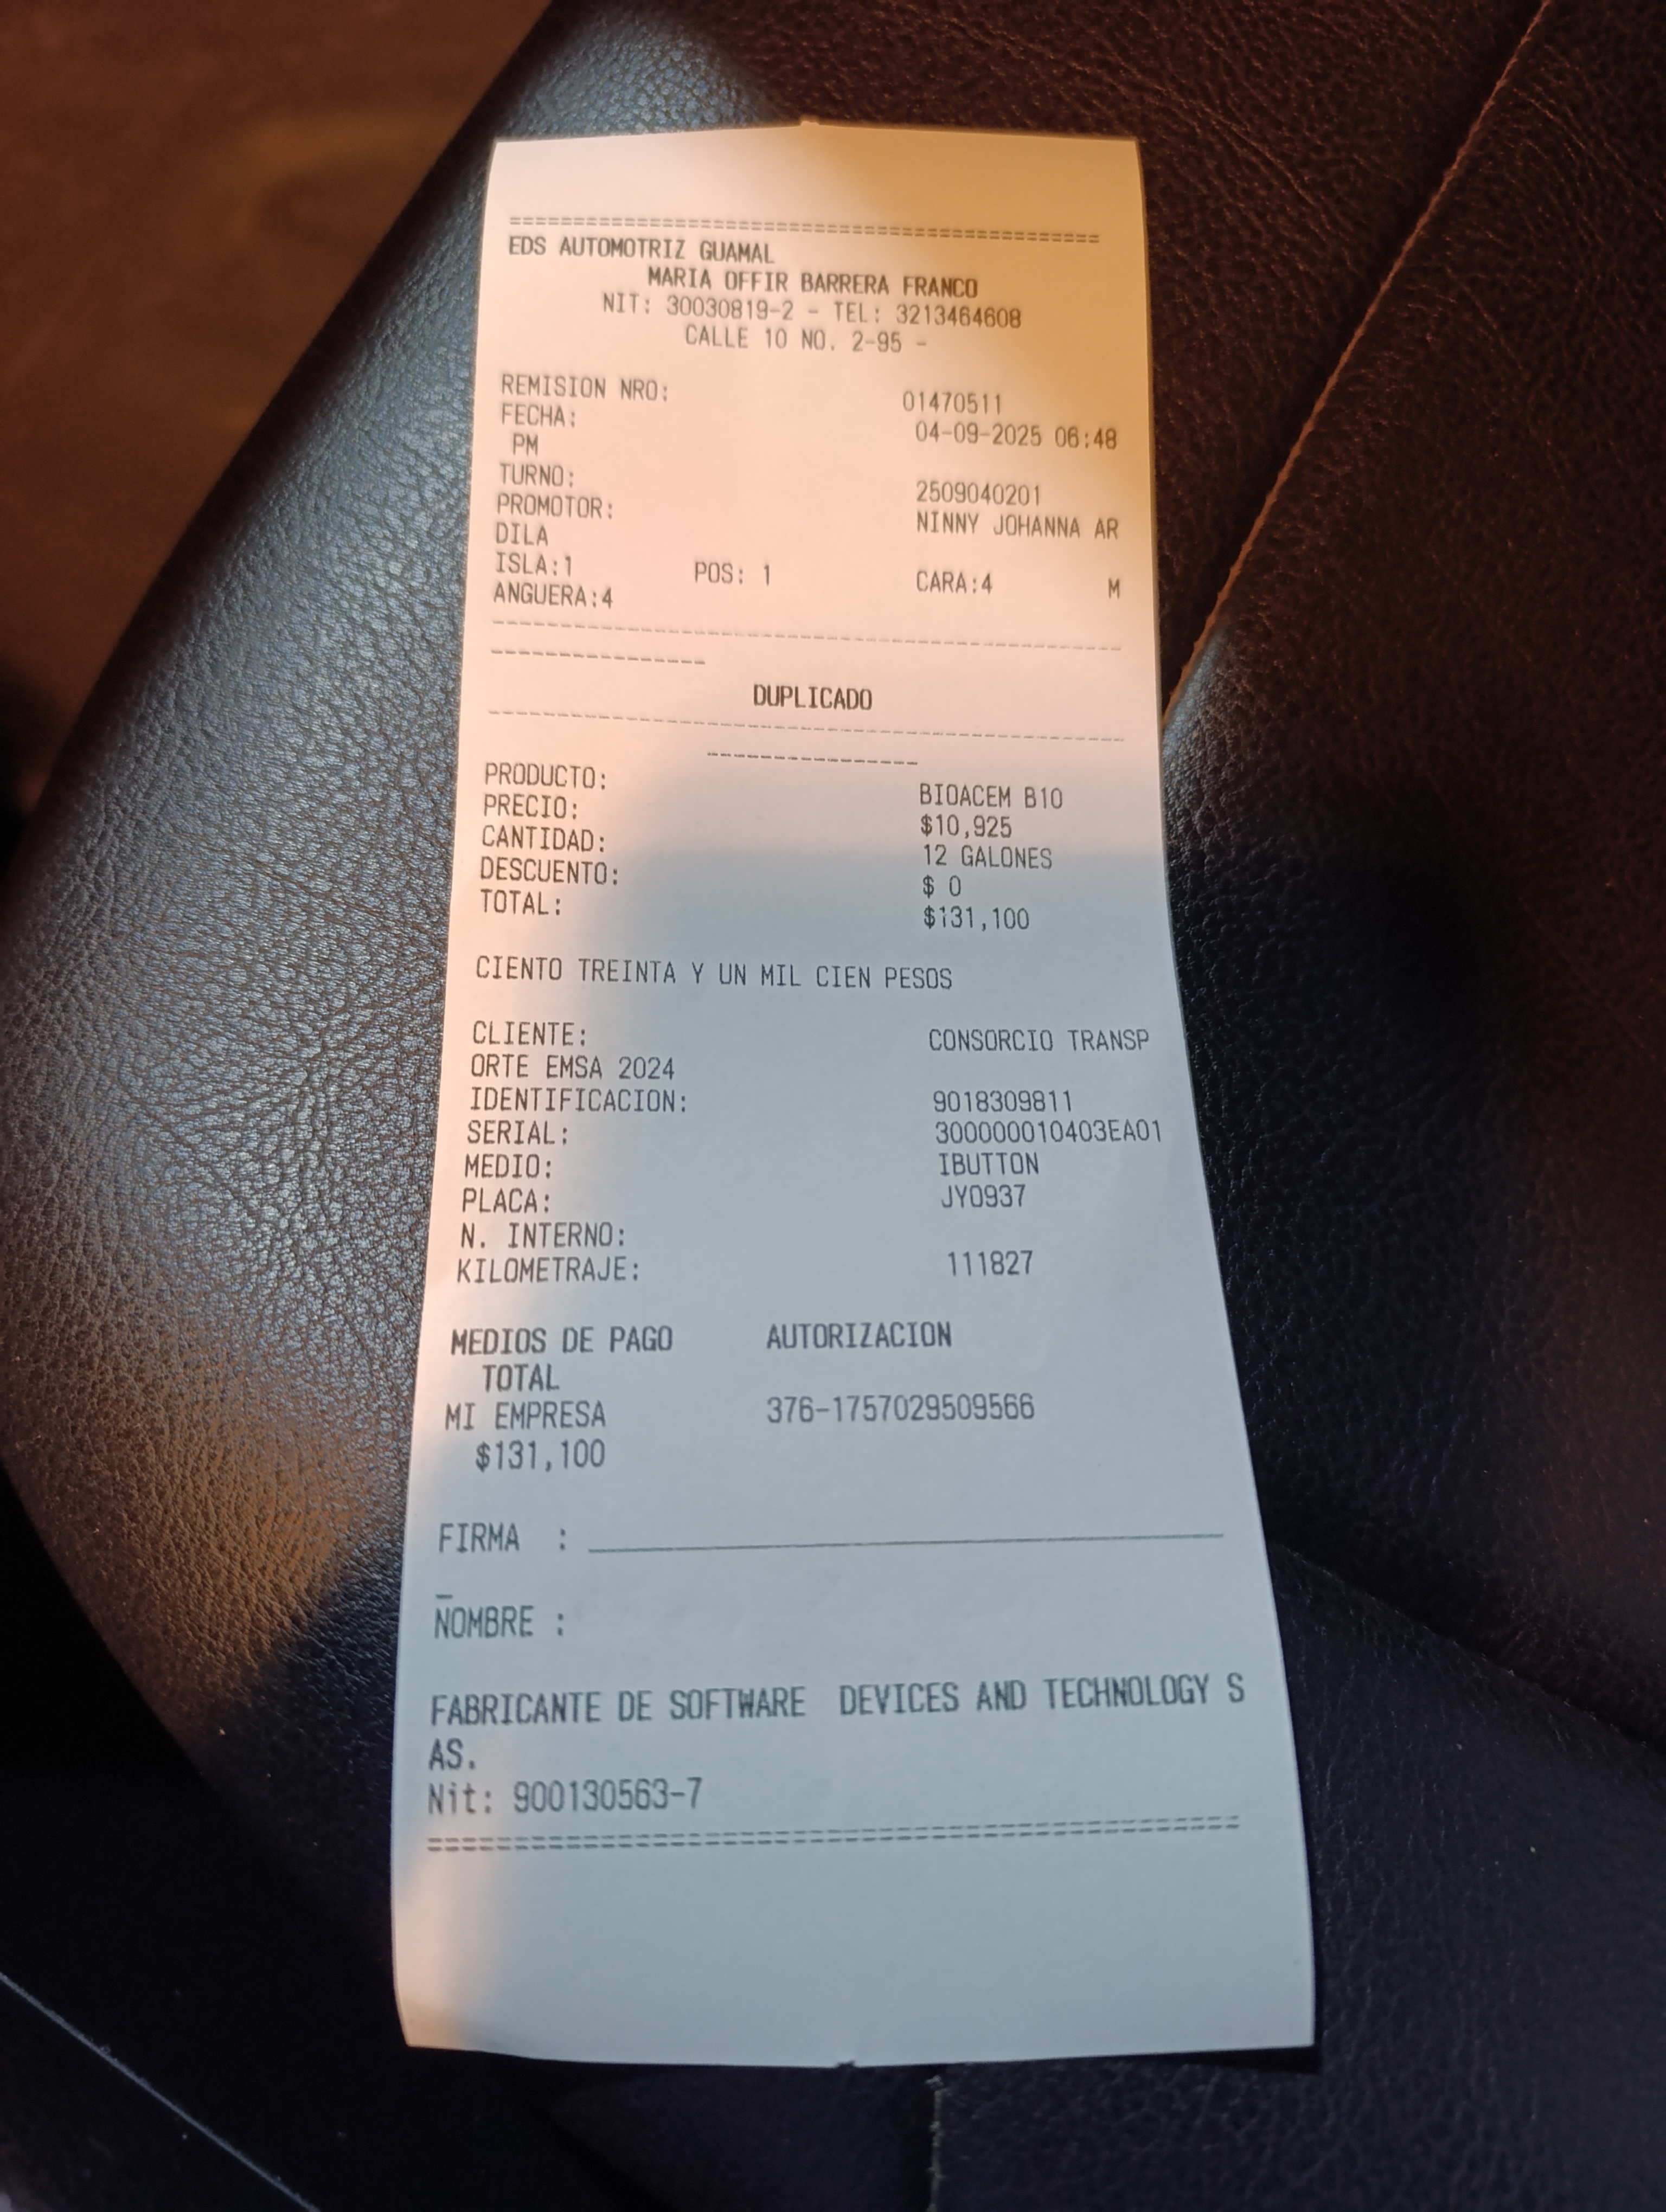 ================================================
EDS AUTOMOTRIZ GUAMAL
MARIA OFFIR BARRERA FRANCO
NIT: 30030819-2 - TEL: 3213464608
CALLE 10 NO. 2-95 -
REMISION NRO: 01470511
FECHA: 04-09-2025 06:48
PM
TURNO: 2509040201
PROMOTOR: NINNY JOHANNA AR
DILA
ISLA:1 POS: 1 CARA:4 M
ANGUERA:4
------------------------------------------------
----------------
DUPLICADO
------------------------------------------------
----------------
PRODUCTO: BIOACEM B10
PRECIO: $10,925
CANTIDAD: 12 GALONES
DESCUENTO: $ 0
TOTAL: $131,100
CIENTO TREINTA Y UN MIL CIEN PESOS
CLIENTE: CONSORCIO TRANSP
ORTE EMSA 2024
IDENTIFICACION: 9018309811
SERIAL: 300000010403EA01
MEDIO: IBUTTON
PLACA: JYO937
N. INTERNO:
KILOMETRAJE: 111827
MEDIOS DE PAGO AUTORIZACION
TOTAL
MI EMPRESA 376-1757029509566
$131,100
FIRMA : ______________________________
_
NOMBRE :
FABRICANTE DE SOFTWARE DEVICES AND TECHNOLOGY S
AS.
Nit: 900130563-7
================================================